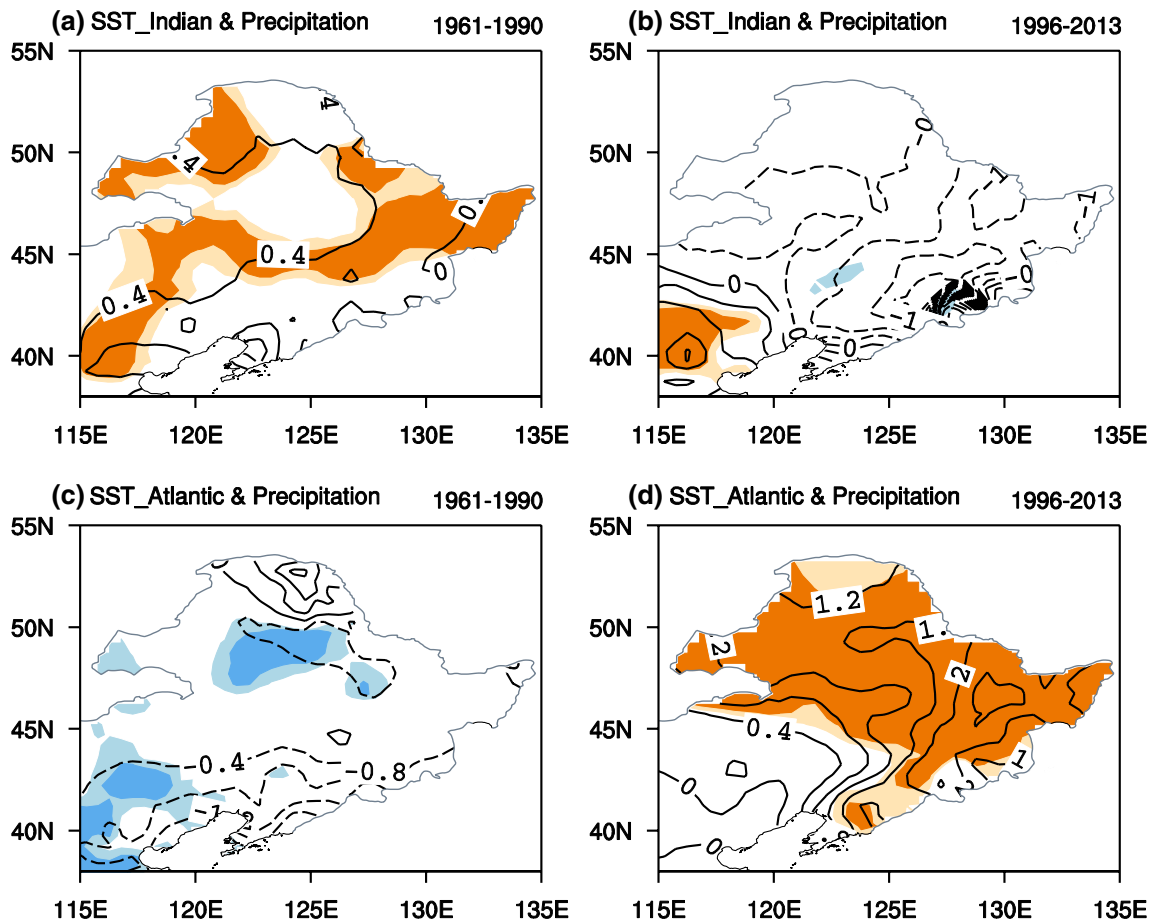 (a) SST_Indian & Precipitation 1961-1990
55N
50N
45N
40N
115E 120E 125E 130E 135E
.4
4
0.4
0.4
0.
0
(b) SST_Indian & Precipitation 1996-2013
55N
50N
45N
40N
115E 120E 125E 130E 135E
0
1
1
0
0
1
0
0
(c) SST_Atlantic & Precipitation 1961-1990
55N
50N
45N
40N
115E 120E 125E 130E 135E
0.4
0.8
(d) SST_Atlantic & Precipitation 1996-2013
55N
50N
45N
40N
115E 120E 125E 130E 135E
1.2
1.
2
2
0.4
1
0
0